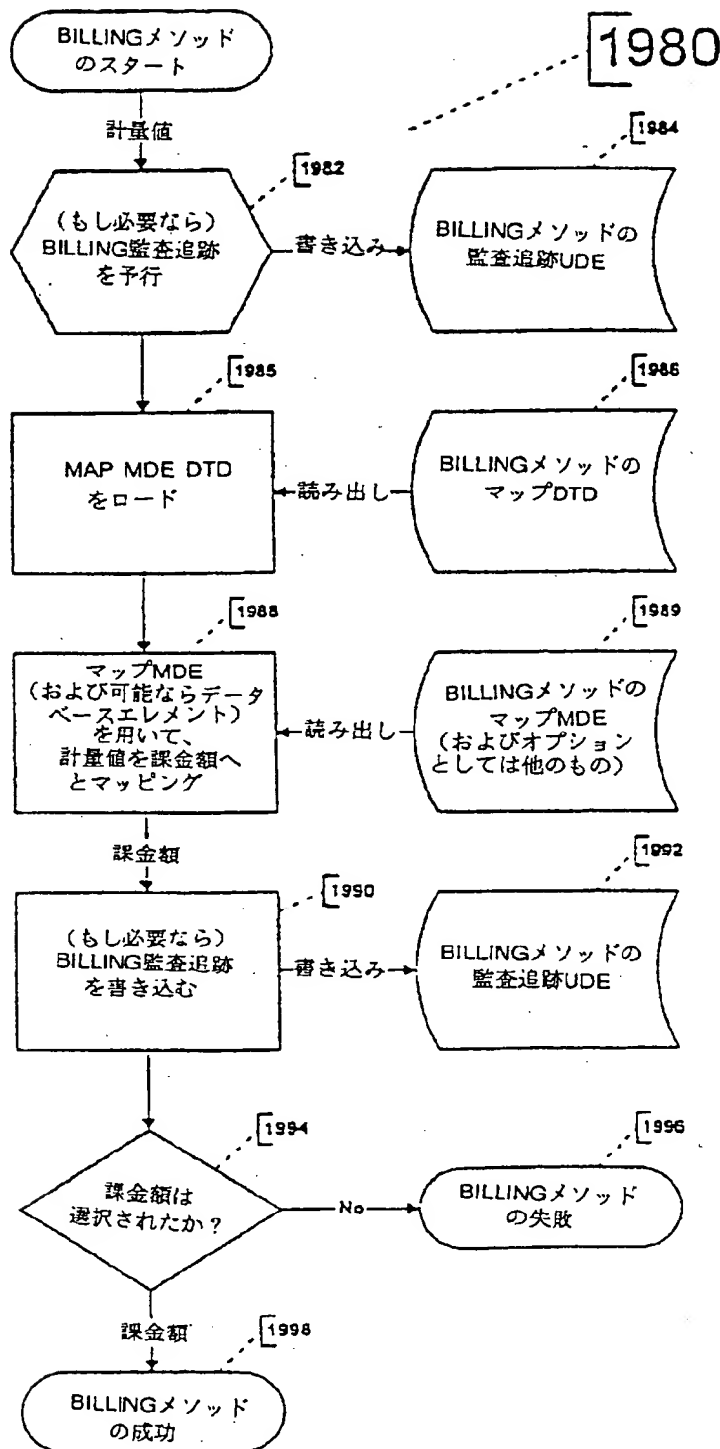 BILLINGメソッド
のスタート
1980
計量値
1982
1984
(もし必要なら)
BILLING監査追跡
を予行
書き込み
BILLINGメソッドの
監査追跡UDE
1985
1986
MAP MDE DTD
をロード
読み出し
BILLINGメソッドの
マップDTD
1988
1989
マップMDE
(および可能ならデータ
ベースエレメント)
を用いて、
計量値を課金額へ
とマッピング
読み出し
BILLINGメソッドの
マップMDE
(およびオプション
としては他のもの)
課金額
1990
1992
(もし必要なら)
BILLING監査追跡
を書き込む
書き込み
BILLINGメソッドの
監査追跡UDE
1994
1996
課金額は
選択されたか?
No
BILLINGメソッド
の失敗
課金額
1998
BILLINGメソッド
の成功